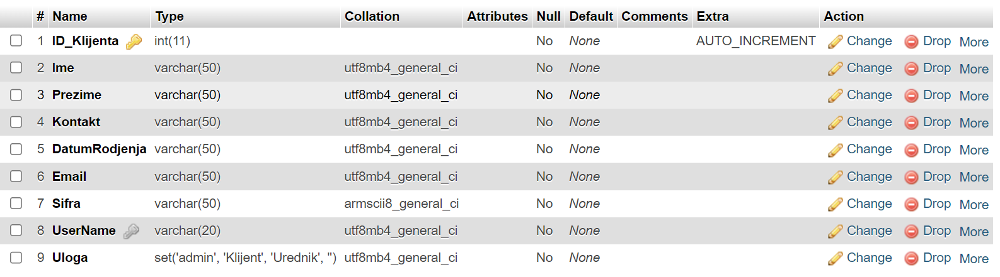 # Name Type Collation Attributes Null Default Comments Extra Action
1 ID_Klijenta int(11) No None AUTO_INCREMENT Change Drop More
2 Ime varchar(50) utf8mb4_general_ci No None Change Drop More
3 Prezime varchar(50) utf8mb4_general_ci No None Change Drop More
4 Kontakt varchar(50) utf8mb4_general_ci No None Change Drop More
5 DatumRodjenja varchar(50) utf8mb4_general_ci No None Change Drop More
6 Email varchar(50) utf8mb4_general_ci No None Change Drop More
7 Sifra varchar(50) armscii8_general_ci No None Change Drop More
8 UserName varchar(20) utf8mb4_general_ci No None Change Drop More
9 Uloga set('admin', 'Klijent', 'Urednik', '') utf8mb4_general_ci No None Change Drop More